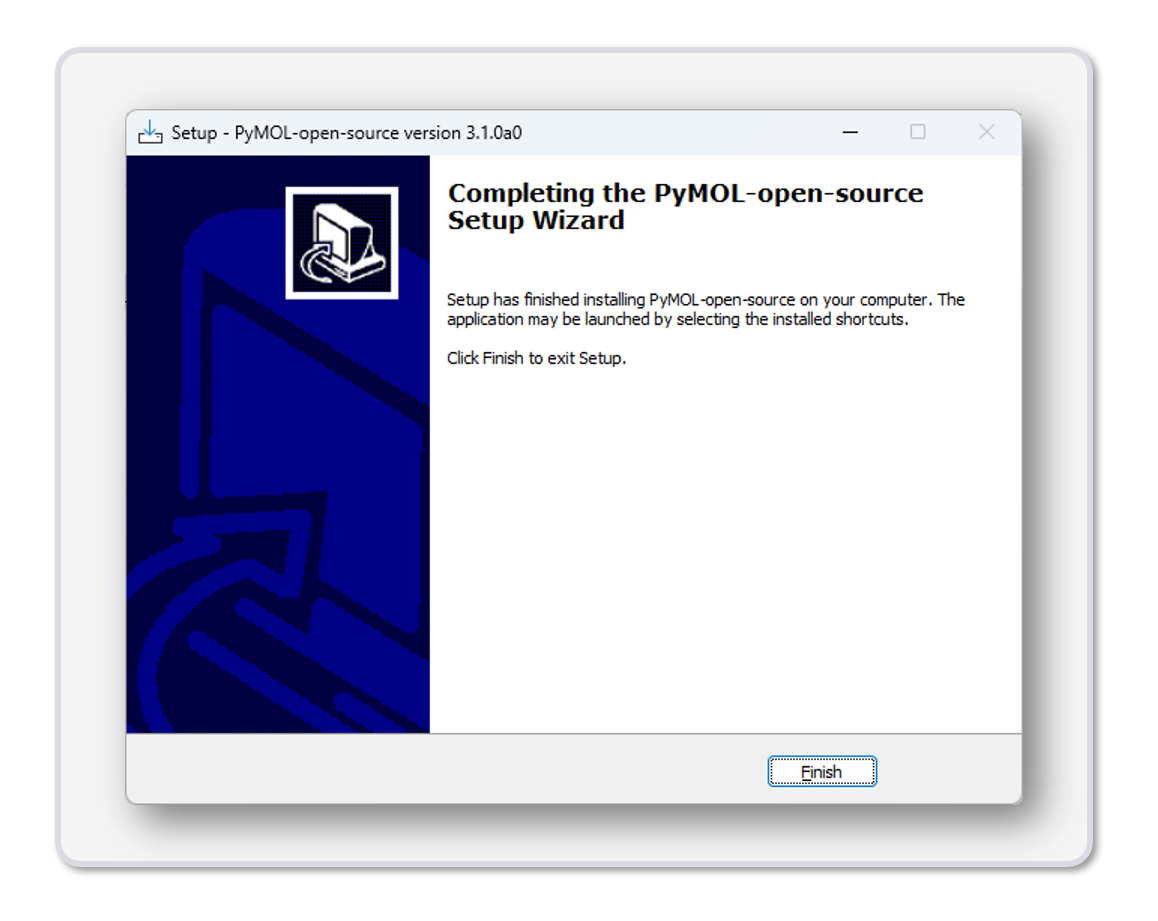 Setup - PyMOL-open-source version 3.1.0a0
Completing the PyMOL-open-source
Setup Wizard
Setup has finished installing PyMOL-open-source on your computer. The
application may be launched by selecting the installed shortcuts.
Click Finish to exit Setup.
Finish